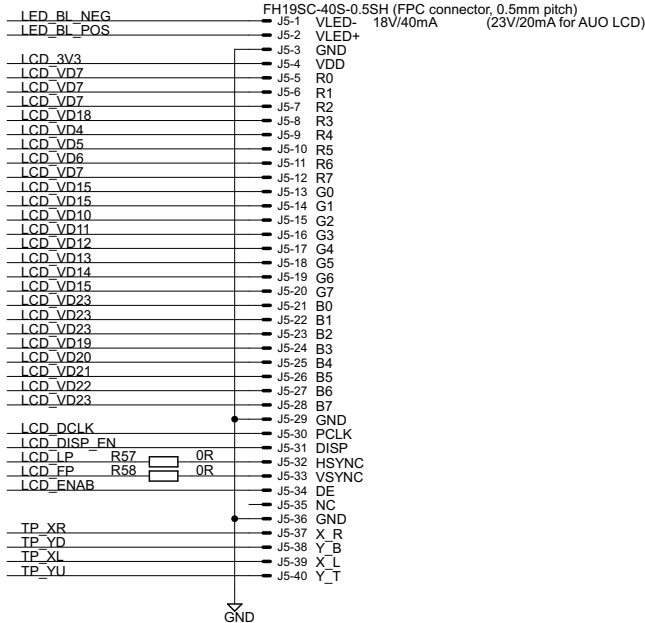 FH19SC-40S-0.5SH (FPC connector, 0.5mm pitch)
LED_BL_NEG J5-1 VLED- 18V/40mA (23V/20mA for AUO LCD)
LED_BL_POS J5-2 VLED+
J5-3 GND
LCD_3V3 J5-4 VDD
LCD_VD7 J5-5 R0
LCD_VD7 J5-6 R1
LCD_VD7 J5-7 R2
LCD_VD18 J5-8 R3
LCD_VD4 J5-9 R4
LCD_VD5 J5-10 R5
LCD_VD6 J5-11 R6
LCD_VD7 J5-12 R7
LCD_VD15 J5-13 G0
LCD_VD15 J5-14 G1
LCD_VD10 J5-15 G2
LCD_VD11 J5-16 G3
LCD_VD12 J5-17 G4
LCD_VD13 J5-18 G5
LCD_VD14 J5-19 G6
LCD_VD15 J5-20 G7
LCD_VD23 J5-21 B0
LCD_VD23 J5-22 B1
LCD_VD23 J5-23 B2
LCD_VD19 J5-24 B3
LCD_VD20 J5-25 B4
LCD_VD21 J5-26 B5
LCD_VD22 J5-27 B6
LCD_VD23 J5-28 B7
J5-29 GND
LCD_DCLK J5-30 PCLK
LCD_DISP_EN J5-31 DISP
LCD_LP R57 0R J5-32 HSYNC
LCD_FP R58 0R J5-33 VSYNC
LCD_ENAB J5-34 DE
J5-35 NC
J5-36 GND
TP_XR J5-37 X_R
TP_YD J5-38 Y_B
TP_XL J5-39 X_L
TP_YU J5-40 Y_T
GND